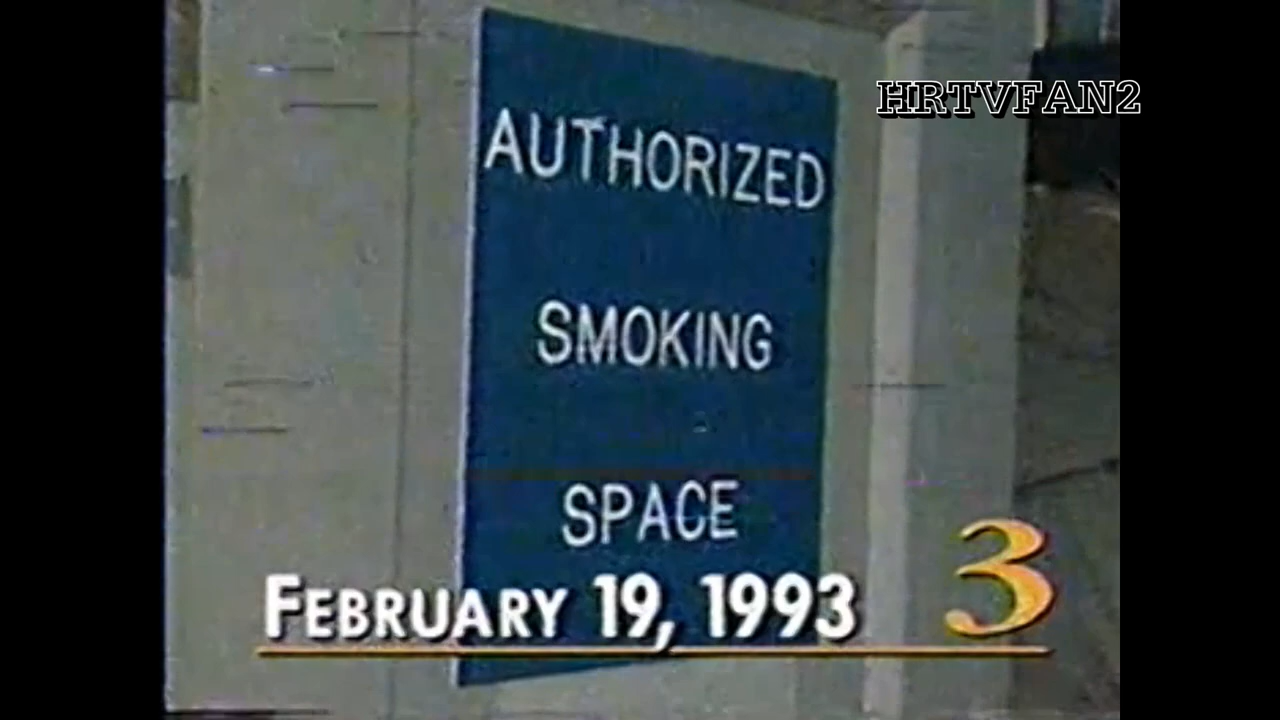 HRTVFAN2
AUTHORIZED
SMOKING
SPACE
FEBRUARY 19, 1993
3